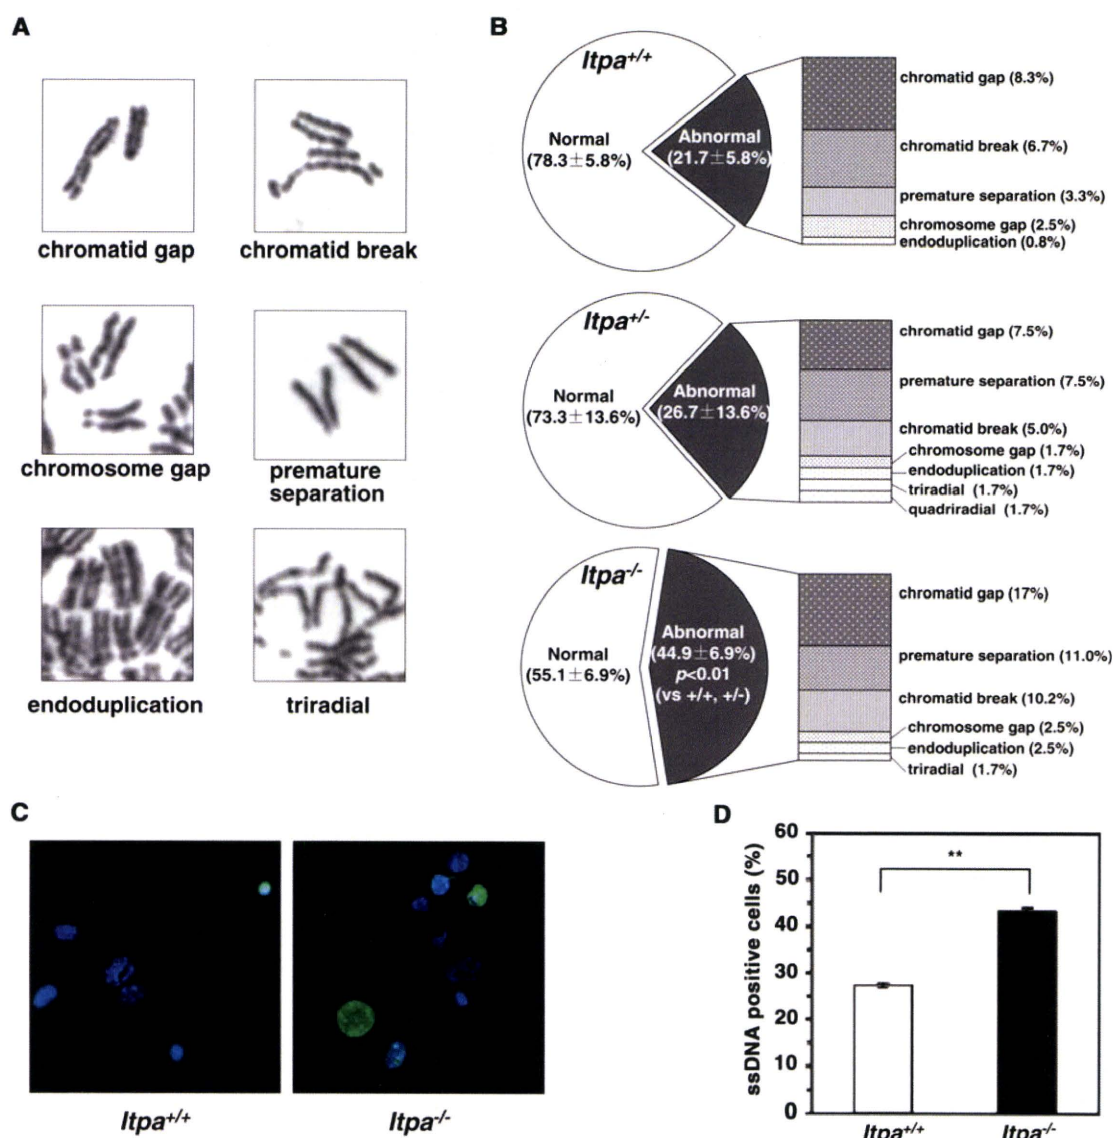 A
chromatid gap
chromatid break
chromosome gap
premature
separation
endoduplication
triradial
B
Itpa+/+
Normal
(78.3±5.8%)
Abnormal
(21.7±5.8%)
chromatid gap (8.3%)
chromatid break (6.7%)
premature separation (3.3%)
chromosome gap (2.5%)
endoduplication (0.8%)
Itpa+/-
Normal
(73.3±13.6%)
Abnormal
(26.7±13.6%)
chromatid gap (7.5%)
premature separation (7.5%)
chromatid break (5.0%)
chromosome gap (1.7%)
endoduplication (1.7%)
triradial (1.7%)
quadriradial (1.7%)
Itpa-/-
Normal
(55.1±6.9%)
Abnormal
(44.9±6.9%)
p<0.01
(vs +/+, +/-)
chromatid gap (17%)
premature separation (11.0%)
chromatid break (10.2%)
chromosome gap (2.5%)
endoduplication (2.5%)
triradial (1.7%)
C
Itpa+/+
Itpa-/-
D
ssDNA positive cells (%)
60
50
40
30
20
10
0
**
Itpa+/+
Itpa-/-